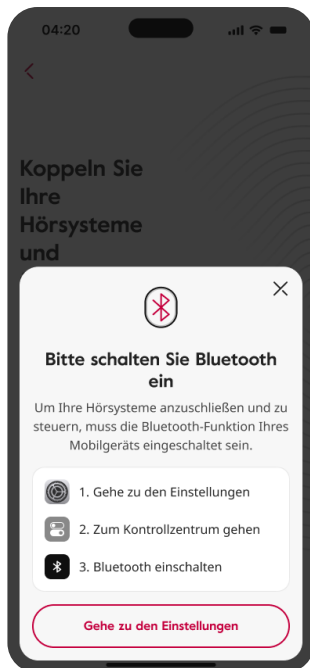 04:20
Koppeln Sie
Ihre
Hörsysteme
und
Bitte schalten Sie Bluetooth
ein
Um Ihre Hörsysteme anzuschließen und zu
steuern, muss die Bluetooth-Funktion Ihres
Mobilgeräts eingeschaltet sein.
1. Gehe zu den Einstellungen
2. Zum Kontrollzentrum gehen
3. Bluetooth einschalten
Gehe zu den Einstellungen